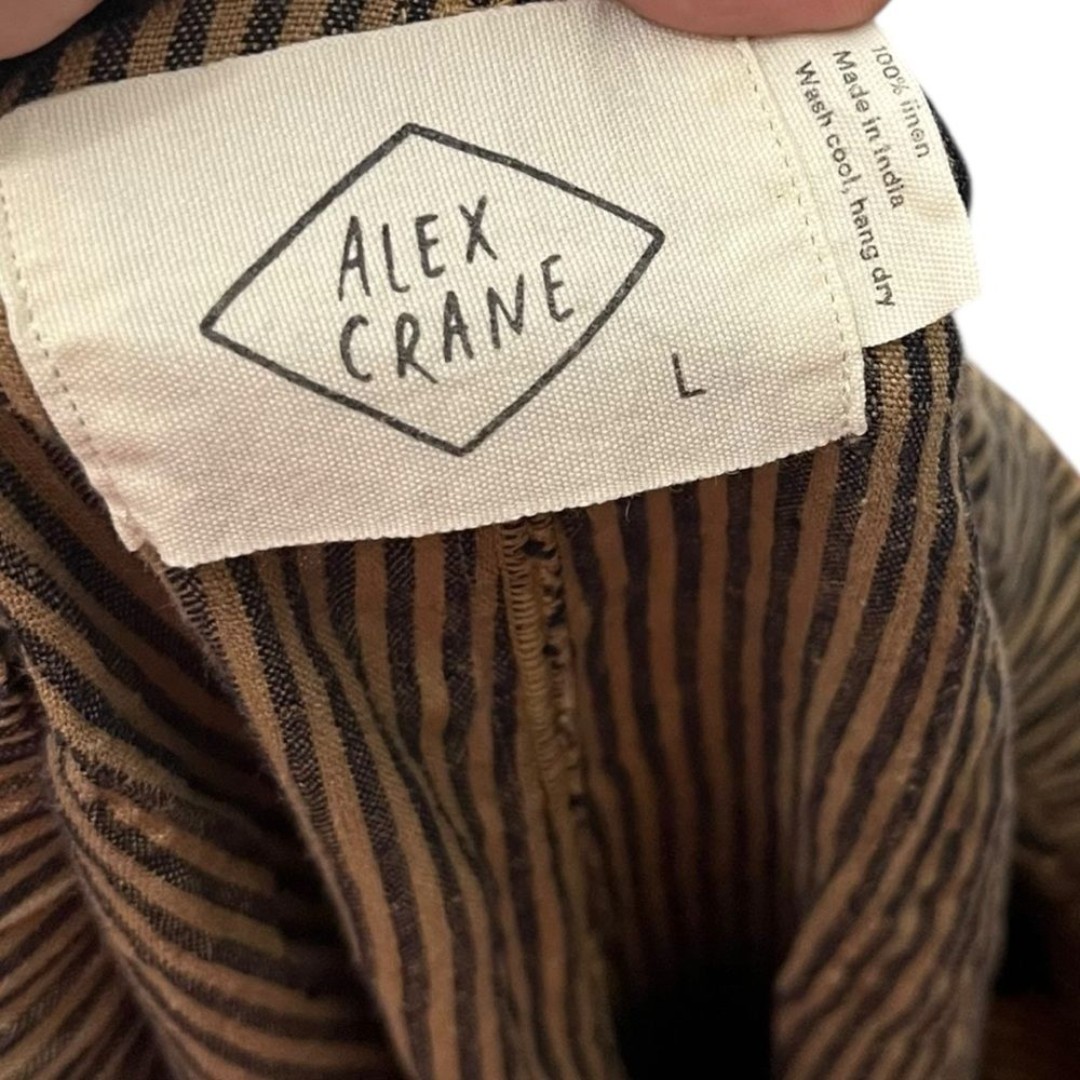 ALEX
CRANE
L
100% linen
Made in India
Wash cool, hang dry